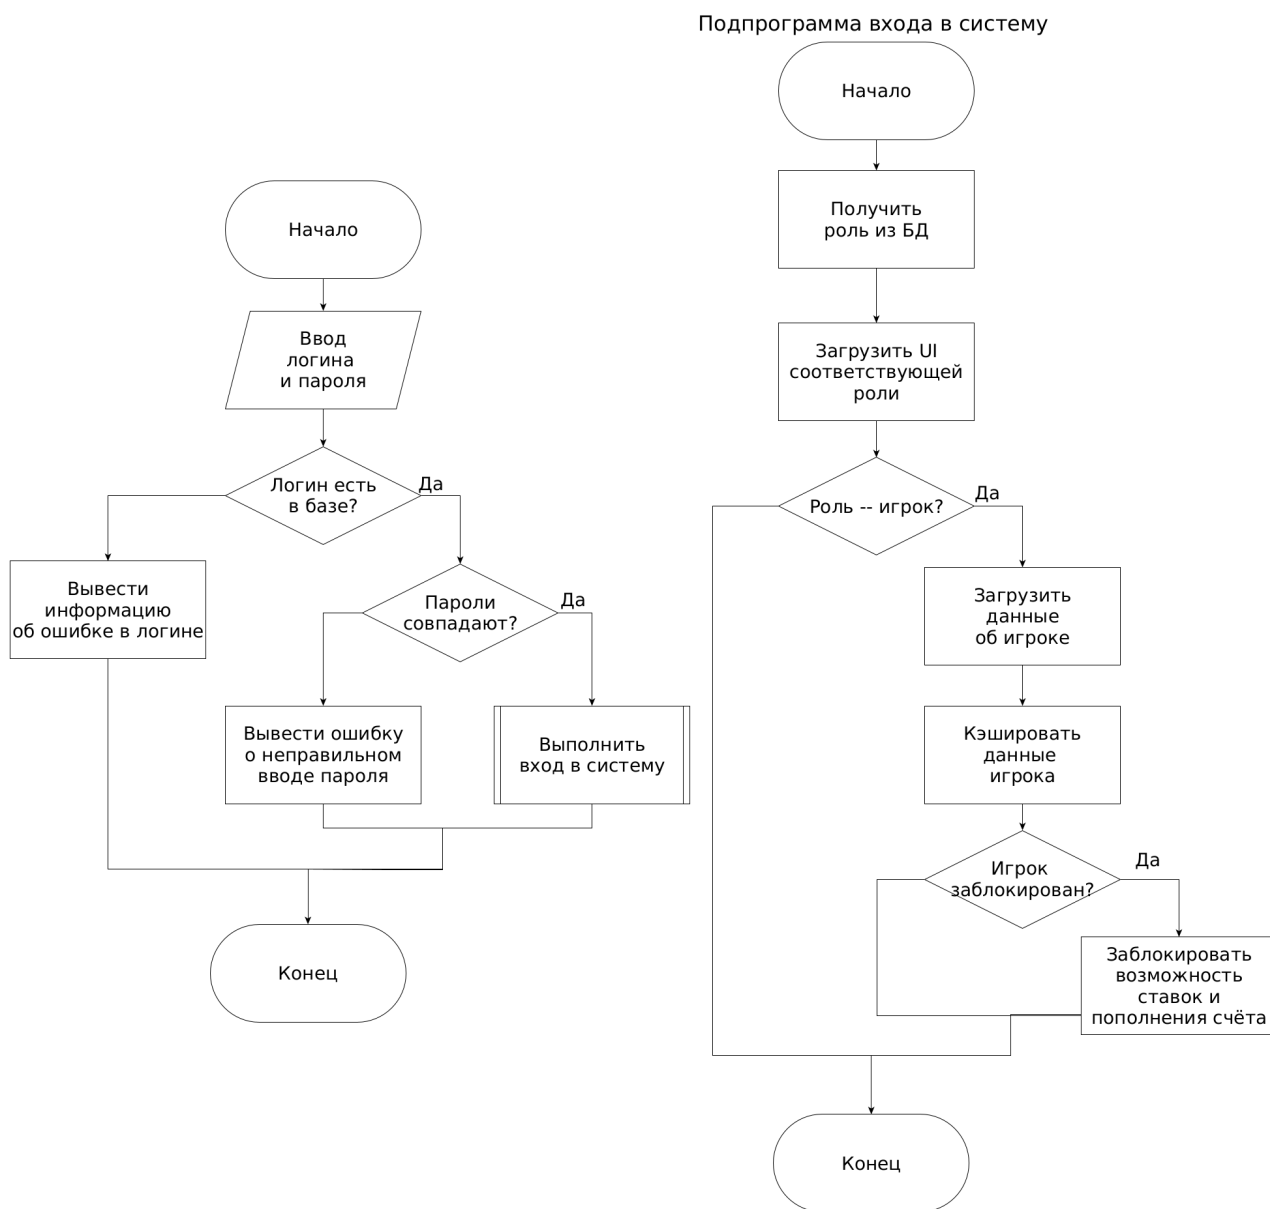 Подпрограмма входа в систему
Начало
Ввод
логина
и пароля
Логин есть
в базе?
Да
Вывести
информацию
об ошибке в логине
Пароли
совпадают?
Да
Вывести ошибку
о неправильном
вводе пароля
Выполнить
вход в систему
Конец
Начало
Получить
роль из БД
Загрузить UI
соответствующей
роли
Роль -- игрок?
Да
Загрузить
данные
об игроке
Кэшировать
данные
игрока
Игрок
заблокирован?
Да
Заблокировать
возможность
ставок и
пополнения счёта
Конец